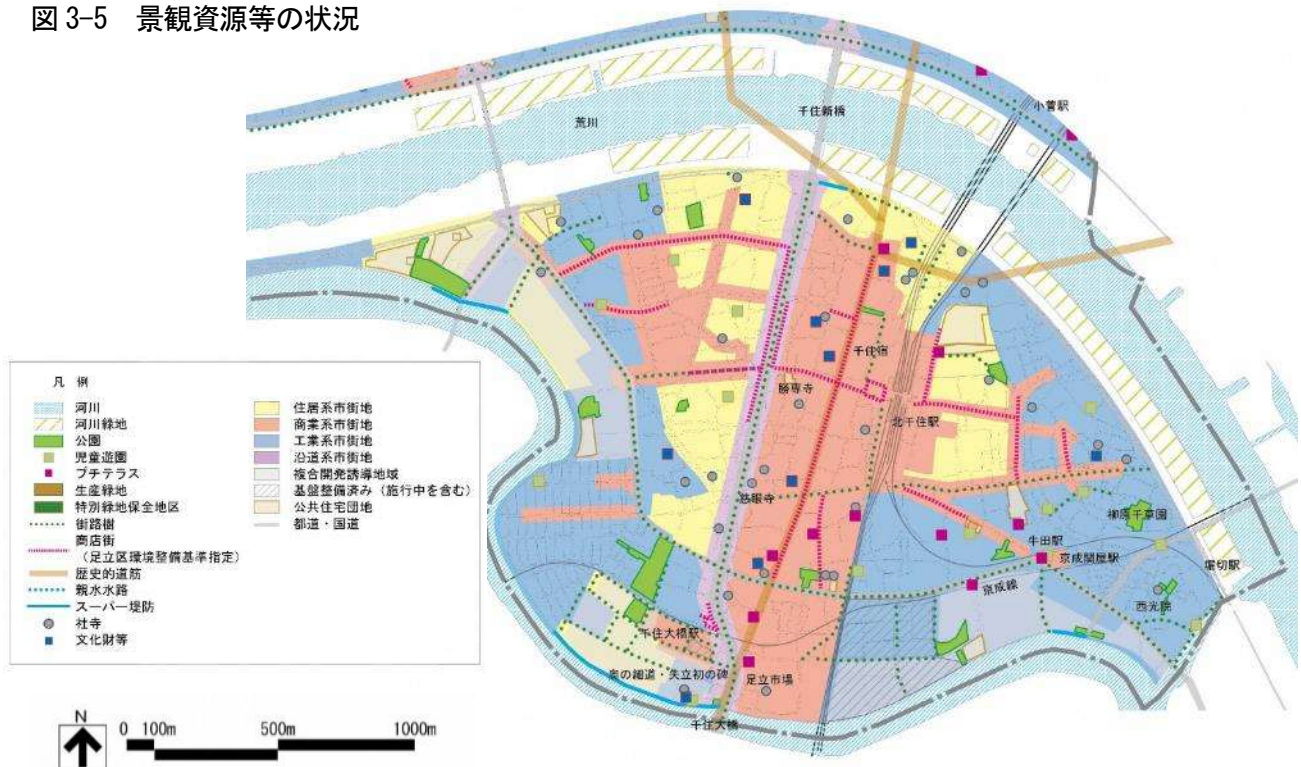 図 3-5 景観資源等の状況
小菅駅
千住新橋
荒川
千住宿
勝専寺
北千住駅
慈眼寺
柳原千草園
牛田駅
京成関屋駅
堀切駅
京成線
西光院
千住大橋駅
奥の細道・矢立初の碑
足立市場
千住大橋
凡 例
河川
河川緑地
公園
児童遊園
プチテラス
生産緑地
特別緑地保全地区
街路樹
商店街
(足立区環境整備基準指定)
歴史的道筋
親水水路
スーパー堤防
社寺
文化財等
住居系市街地
商業系市街地
工業系市街地
沿道系市街地
複合開発誘導地域
基盤整備済み(施行中を含む)
公共住宅団地
都道・国道
N
0 100m 500m 1000m